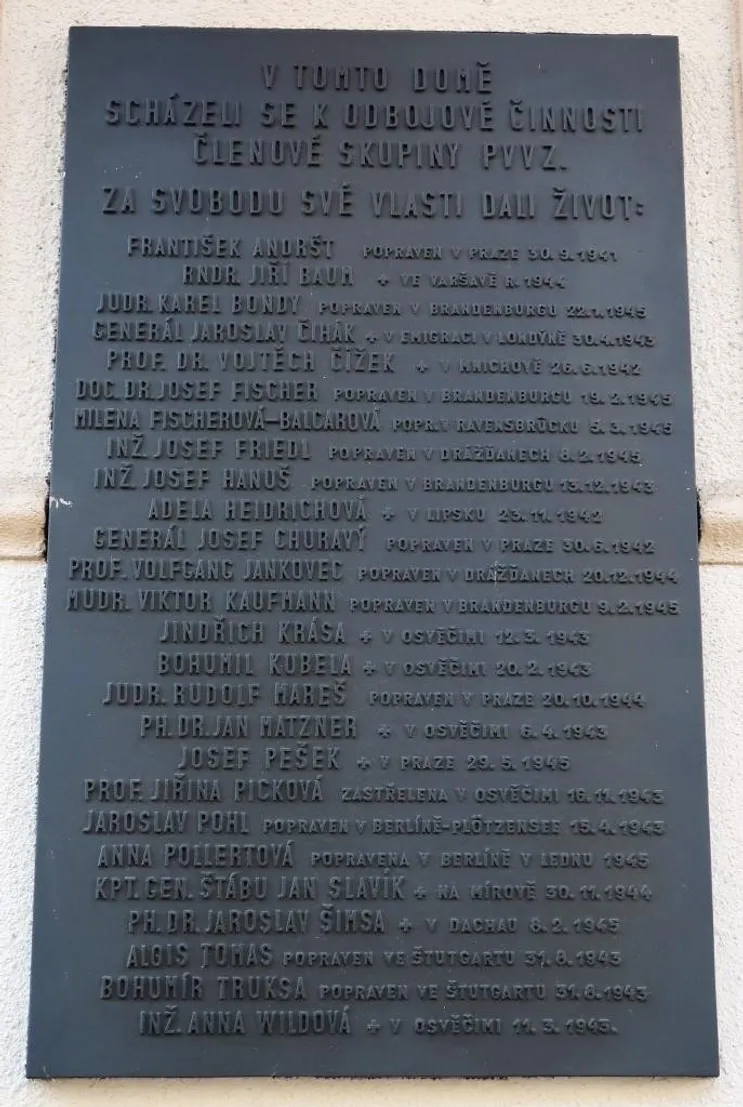 V TOMTO DOMĚ
SCHÁZELI SE K ODBOJOVÉ ČINNOSTI
ČLENOVÉ SKUPINY PVVZ.
ZA SVOBODU SVÉ VLASTI DALI ŽIVOT:
FRANTIŠEK ANDRŠT POPRAVEN V PRAZE 30.9.1941
RNDR. JIŘÍ BAUM + VE VARŠAVĚ R. 1944
JUDR. KAREL BONDY POPRAVEN V BRANDENBURGU 22.1.1945
GENERÁL JAROSLAV ČIHÁK + V EMIGRACI V LONDÝNĚ 30.4.1943
PROF. DR. VOJTĚCH ČÍŽEK + V MNICHOVĚ 26.6.1942
DOC. DR. JOSEF FISCHER POPRAVEN V BRANDENBURGU 19.2.1945
MILENA FISCHEROVÁ-BALCAROVÁ POPR. V RAVENSBRÜCKU 5.3.1945
INŽ. JOSEF FRIEDL POPRAVEN V DRÁŽĎANECH 8.2.1945
INŽ. JOSEF HANUŠ POPRAVEN V BRANDENBURGU 13.12.1943
ADELA HEIDRICHOVÁ + V LIPSKU 23.11.1942
GENERÁL JOSEF CHURAVÝ POPRAVEN V PRAZE 30.6.1942
PROF. VOLFGANG JANKOVEC POPRAVEN V DRÁŽĎANECH 20.12.1944
MUDR. VIKTOR KAUFMANN POPRAVEN V BRANDENBURGU 9.2.1945
JINDŘICH KRÁSA + V OSVĚČIMI 12.3.1943
BOHUMIL KUBELA + V OSVĚČIMI 20.2.1943
JUDR. RUDOLF MAREŠ POPRAVEN V PRAZE 20.10.1944
PH.DR. JAN MATZNER + V OSVĚČIMI 6.4.1943
JOSEF PEŠEK + V PRAZE 29.5.1945
PROF. JIŘINA PICKOVÁ ZASTŘELENA V OSVĚČIMI 16.11.1943
JAROSLAV POHL POPRAVEN V BERLÍNĚ-PLÖTZENSEE 15.4.1943
ANNA POLLERTOVÁ POPRAVENA V BERLÍNĚ V LEDNU 1945
KPT. GEN. ŠTÁBU JAN SLAVÍK + NA MÍROVĚ 30.11.1944
PH.DR. JAROSLAV ŠIMSA + V DACHAU 8.2.1945
ALOIS TOMAS POPRAVEN VE ŠTUTGARTU 31.8.1943
BOHUMÍR TRUKSA POPRAVEN VE ŠTUTGARTU 31.8.1943
INŽ. ANNA WILDOVÁ + V OSVĚČIMI 11.3.1943.